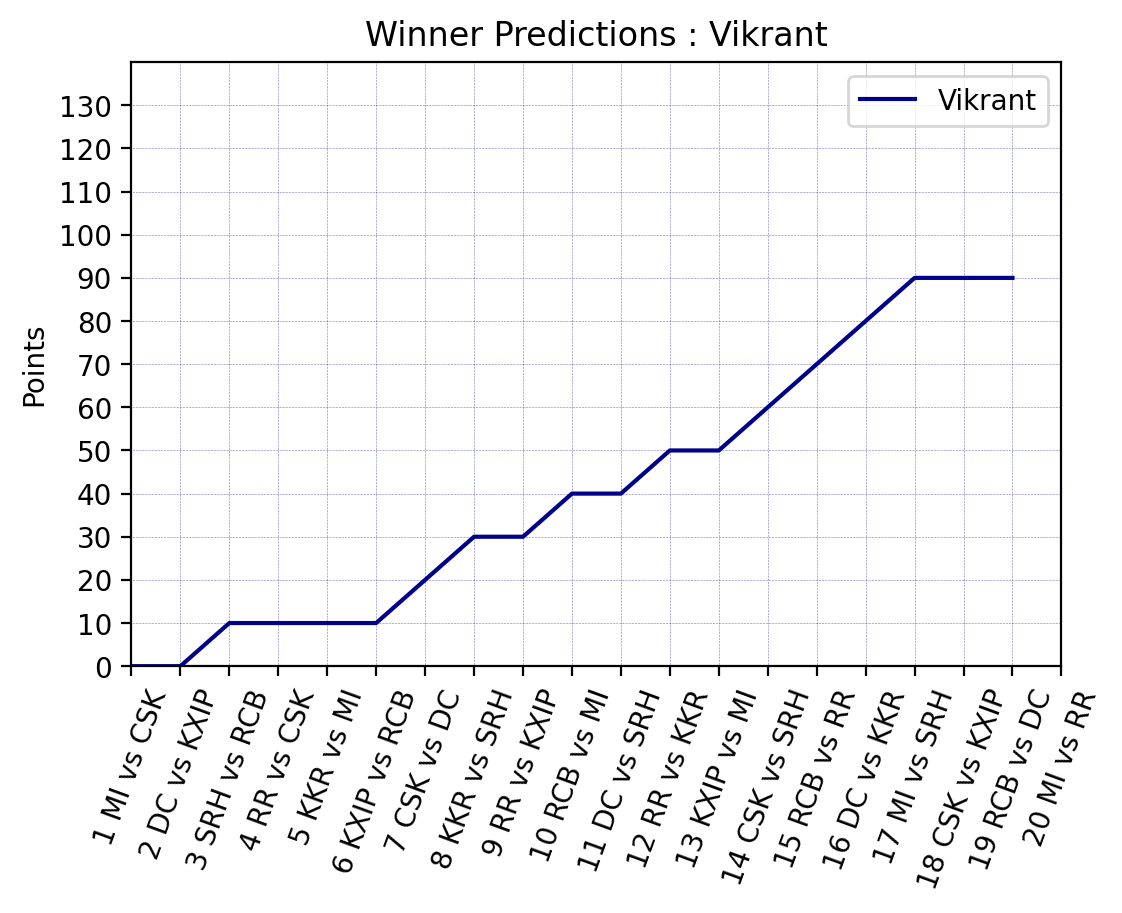 Winner Predictions : Vikrant
Vikrant
Points
130
120
110
100
90
80
70
60
50
40
30
20
10
0
1 MI vs CSK
2 DC vs KXIP
3 SRH vs RCB
4 RR vs CSK
5 KKR vs MI
6 KXIP vs RCB
7 CSK vs DC
8 KKR vs SRH
9 RR vs KXIP
10 RCB vs MI
11 DC vs SRH
12 RR vs KKR
13 KXIP vs MI
14 CSK vs SRH
15 RCB vs RR
16 DC vs KKR
17 MI vs SRH
18 CSK vs KXIP
19 RCB vs DC
20 MI vs RR